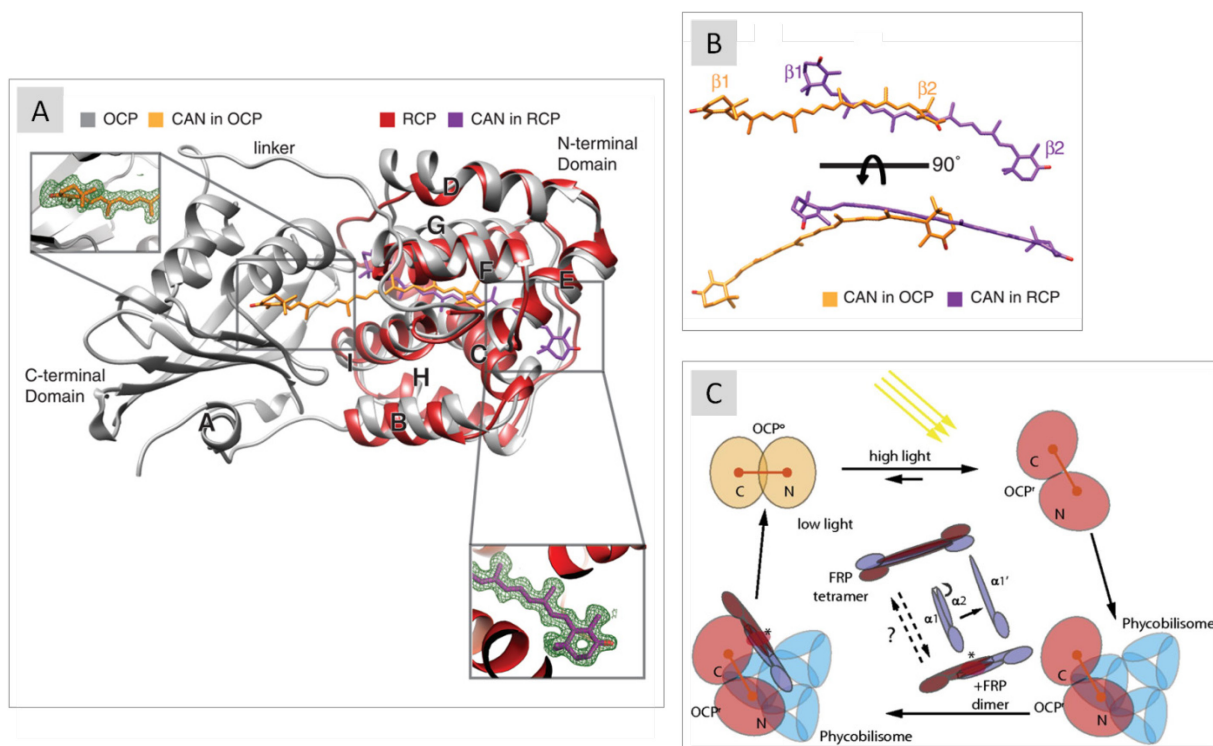 A
OCP CAN in OCP RCP CAN in RCP
linker
N-terminal
Domain
D
G
F
E
I
C
H
C-terminal
Domain
A
B
B
β1
β1
β2
β2
90°
CAN in OCP CAN in RCP
C
OCPº
high light
C N
C
OCPʳ
N
low light
FRP
tetramer
α1'
α2
α1
?
*
*
Phycobilisome
C
C
+FRP
dimer
OCPʳ
N
OCPʳ
N
Phycobilisome